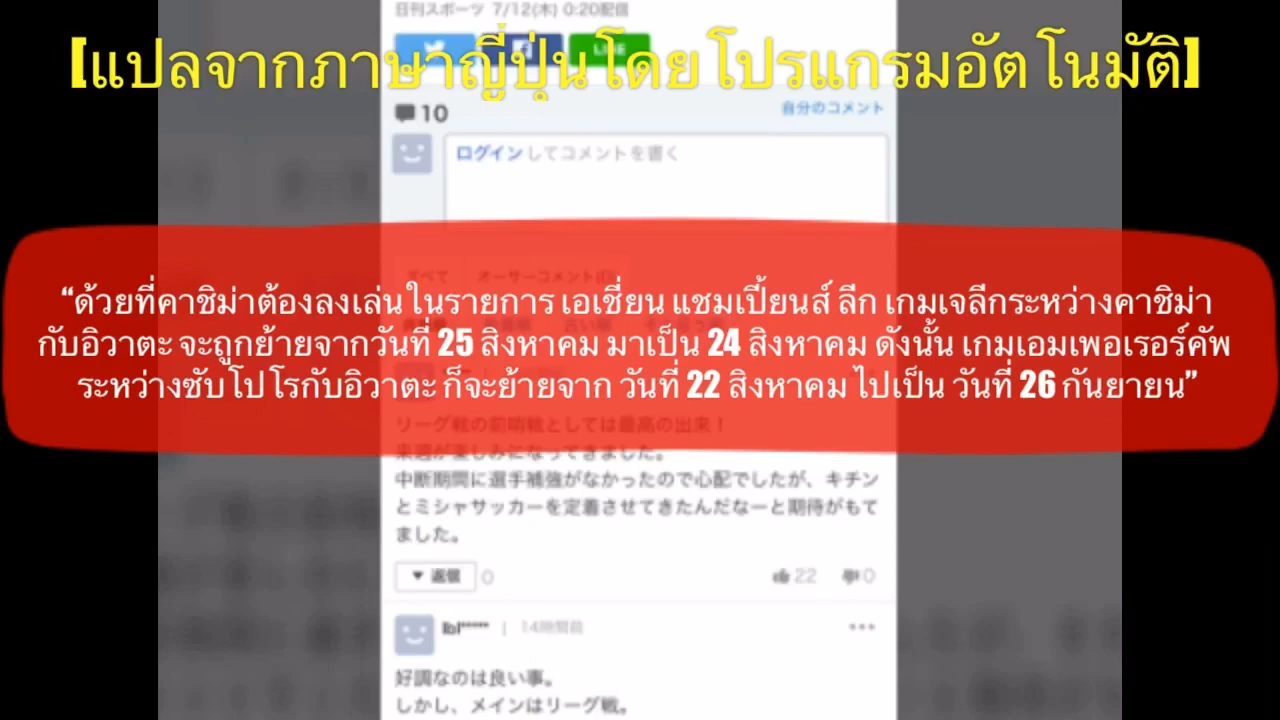 日刊スポーツ 7/12(木) 0:20配信
[แปลจากภาษาญี่ปุ่นโดยโปรแกรมอัตโนมัติ]
LINE
10
自分のコメント
ログインしてコメントを書く
すべて オーサーコメント(0)
“ด้วยที่คาชิม่าต้องลงเล่นในรายการ เอเชี่ยน แชมเปี้ยนส์ ลีก เกมเจลีกระหว่างคาชิม่า
กับอิวาตะ จะถูกย้ายจากวันที่ 25 สิงหาคม มาเป็น 24 สิงหาคม ดังนั้น เกมเอมเพอเรอร์คัพ
ระหว่างซับโปโรกับอิวาตะ ก็จะย้ายจาก วันที่ 22 สิงหาคม ไปเป็น วันที่ 26 กันยายน”
リーグ戦の前哨戦としては最高の出来！
来週が楽しみになってきました。
中断期間に選手補強がなかったので心配でしたが、キチン
とミシャサッカーを定着させてきたんだなーと期待がもて
ました。
▼ 返信 0 22 0
lbl***** | 14時間前
好調なのは良い事。
しかし、メインはリーグ戦。